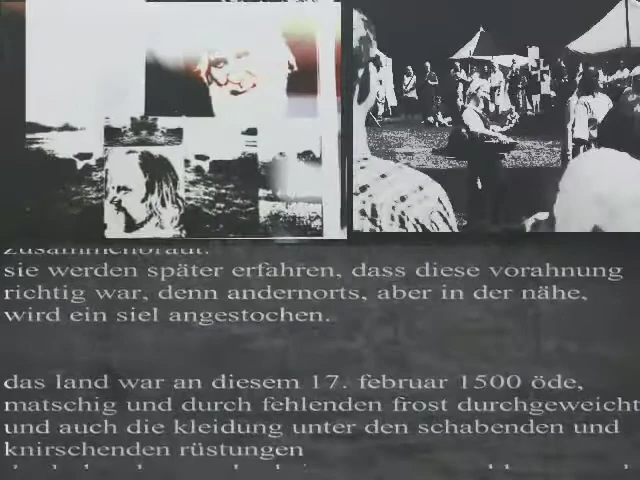 zusammenbraut.
sie werden später erfahren, dass diese vorahnung
richtig war, denn andernorts, aber in der nähe,
wird ein siel angestochen.
das land war an diesem 17. februar 1500 öde,
matschig und durch fehlenden frost durchgeweicht
und auch die kleidung unter den schabenden und
knirschenden rüstungen